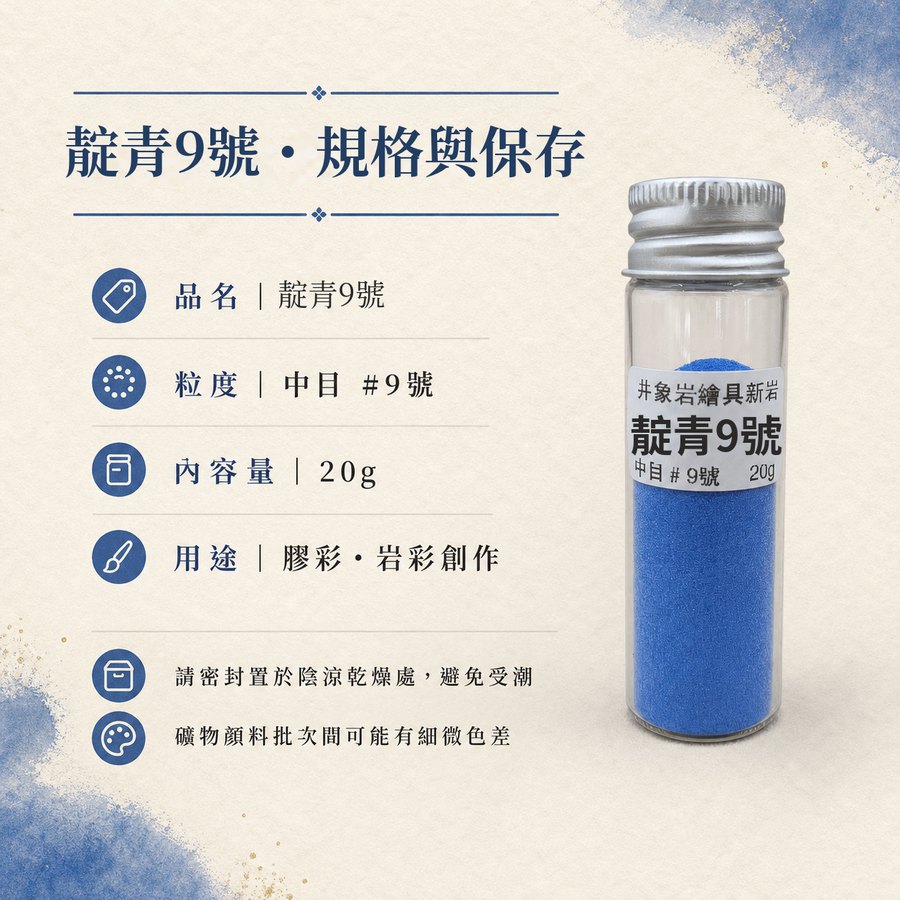 靛青9號・規格與保存
品名｜靛青9號
粒度｜中目 #9號
內容量｜20g
用途｜膠彩・岩彩創作
請密封置於陰涼乾燥處，避免受潮
礦物顏料批次間可能有細微色差
井象岩繪具新岩
靛青9號
中目 # 9號 20g